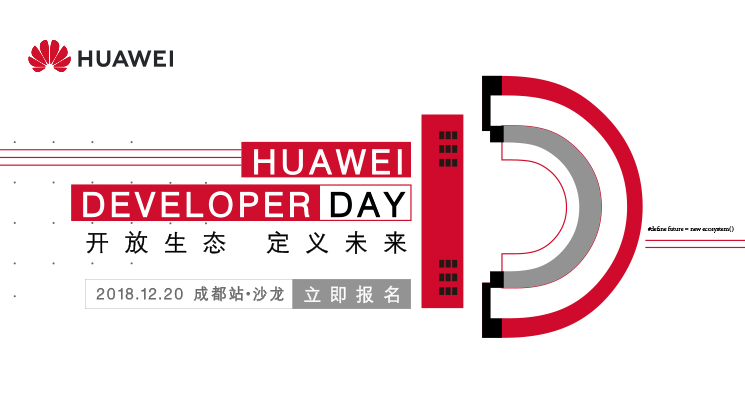 HUAWEI
HUAWEI
DEVELOPER DAY
开放生态 定义未来
#define future = new ecosystem()
2018.12.20 成都站·沙龙 立即报名